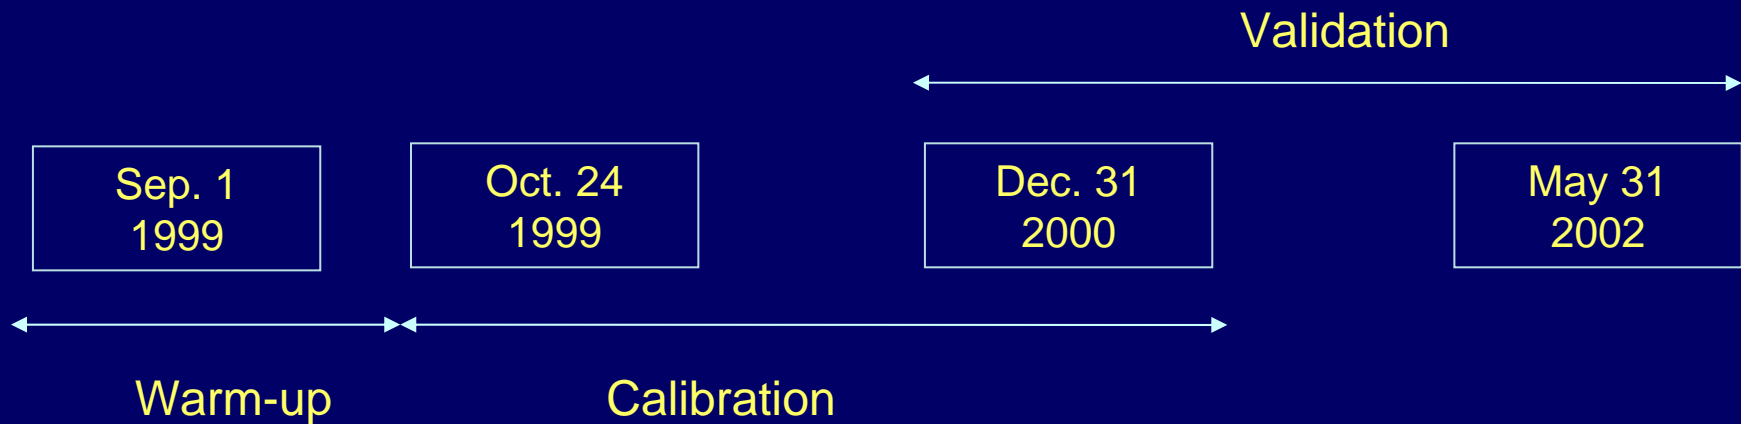 Validation
Sep. 1
1999
Oct. 24
1999
Dec. 31
2000
May 31
2002
Warm-up
Calibration